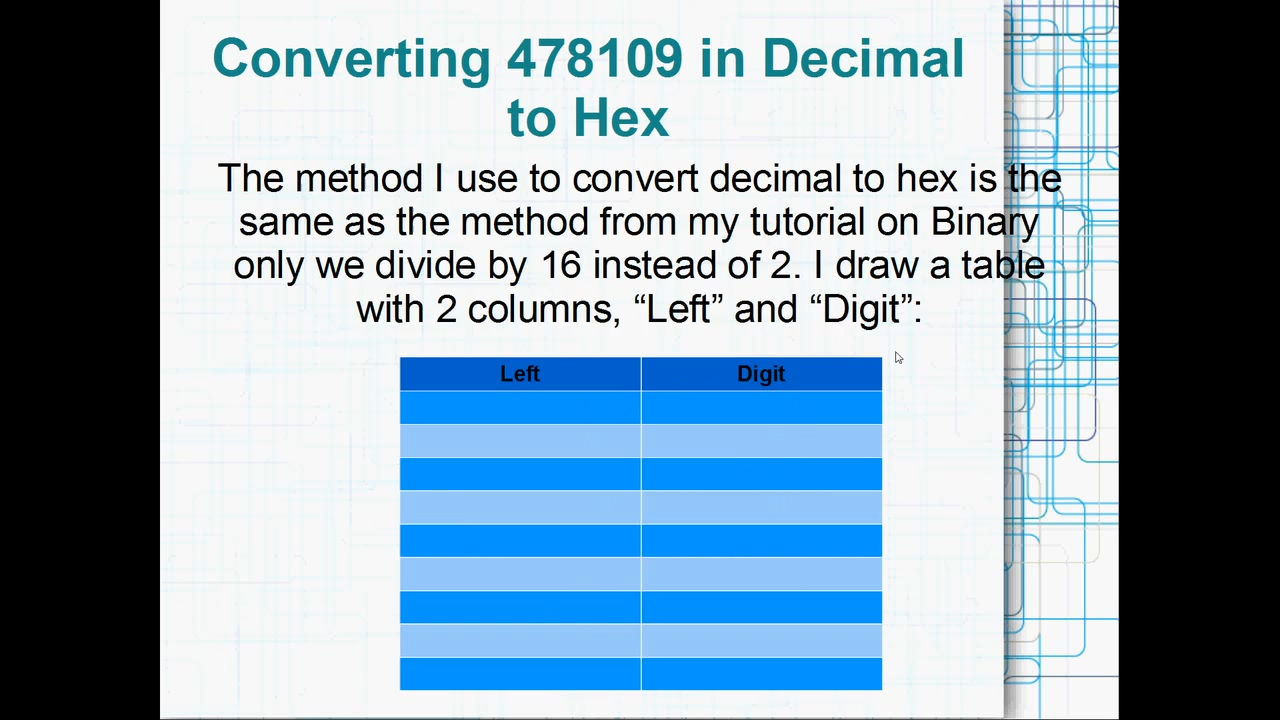 Converting 478109 in Decimal
to Hex
The method I use to convert decimal to hex is the
same as the method from my tutorial on Binary
only we divide by 16 instead of 2. I draw a table
with 2 columns, “Left” and “Digit”:
Left Digit